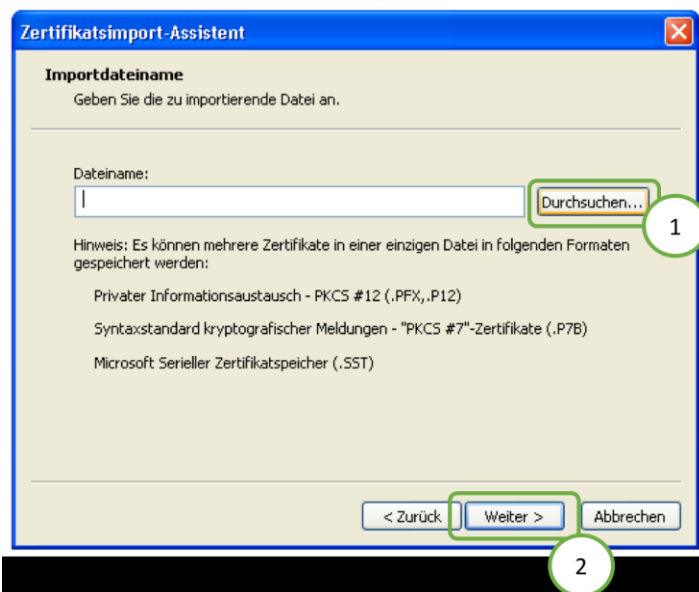 Zertifikatsimport-Assistent
Importdateiname
Geben Sie die zu importierende Datei an.
Dateiname:
Durchsuchen...
1
Hinweis: Es können mehrere Zertifikate in einer einzigen Datei in folgenden Formaten
gespeichert werden:
Privater Informationsaustausch - PKCS #12 (.PFX,.P12)
Syntaxstandard kryptografischer Meldungen - "PKCS #7"-Zertifikate (.P7B)
Microsoft Serieller Zertifikatspeicher (.SST)
< Zurück Weiter > Abbrechen
2